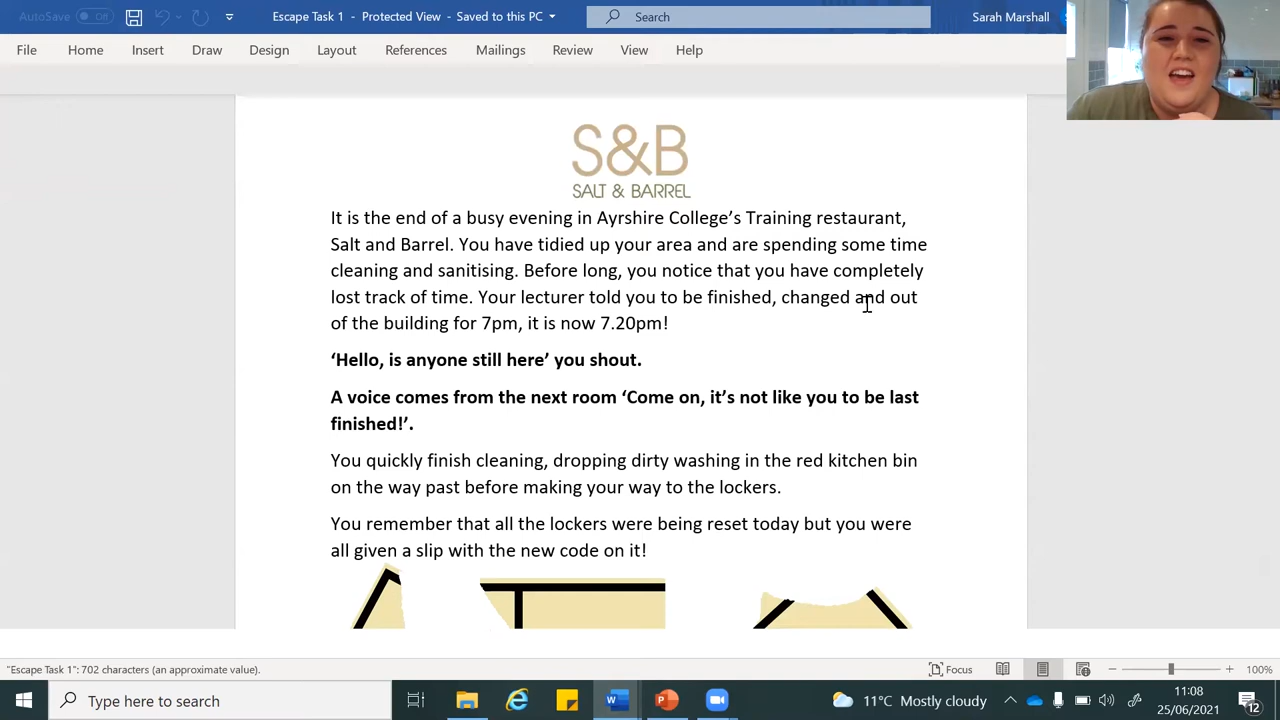 AutoSave Off Escape Task 1 - Protected View - Saved to this PC Search Sarah Marshall
File Home Insert Draw Design Layout References Mailings Review View Help
S&B
SALT & BARREL
It is the end of a busy evening in Ayrshire College’s Training restaurant,
Salt and Barrel. You have tidied up your area and are spending some time
cleaning and sanitising. Before long, you notice that you have completely
lost track of time. Your lecturer told you to be finished, changed and out
of the building for 7pm, it is now 7.20pm!
‘Hello, is anyone still here’ you shout.
A voice comes from the next room ‘Come on, it’s not like you to be last
finished!’.
You quickly finish cleaning, dropping dirty washing in the red kitchen bin
on the way past before making your way to the lockers.
You remember that all the lockers were being reset today but you were
all given a slip with the new code on it!
"Escape Task 1": 702 characters (an approximate value). Focus 100%
Type here to search 11°C Mostly cloudy 11:08
25/06/2021 12